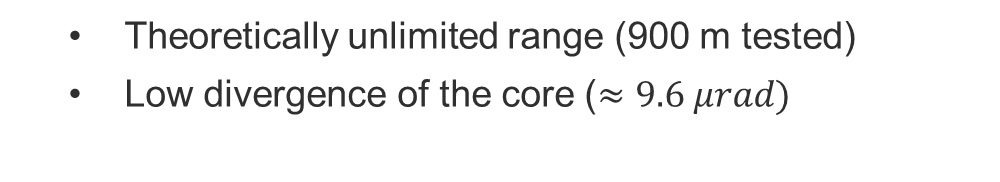 • Theoretically unlimited range (900 m tested)
• Low divergence of the core (≈ 9.6 μrad)